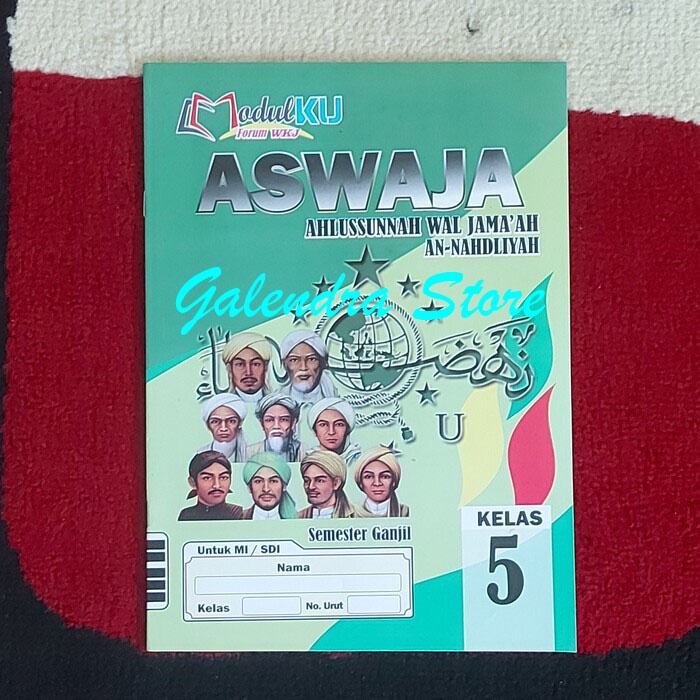 ModulKU
Forum WKJ
ASWAJA
AHLUSSUNNAH WAL JAMA'AH
AN-NAHDLIYAH
Galendra Store
نهضة
U
Semester Ganjil
Untuk MI / SDI
Nama
Kelas No. Urut
KELAS
5